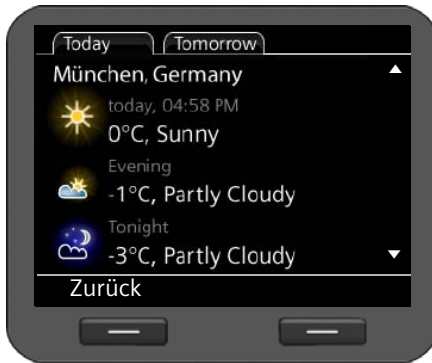 Today Tomorrow
München, Germany
today, 04:58 PM
0°C, Sunny
Evening
-1°C, Partly Cloudy
Tonight
-3°C, Partly Cloudy
Zurück